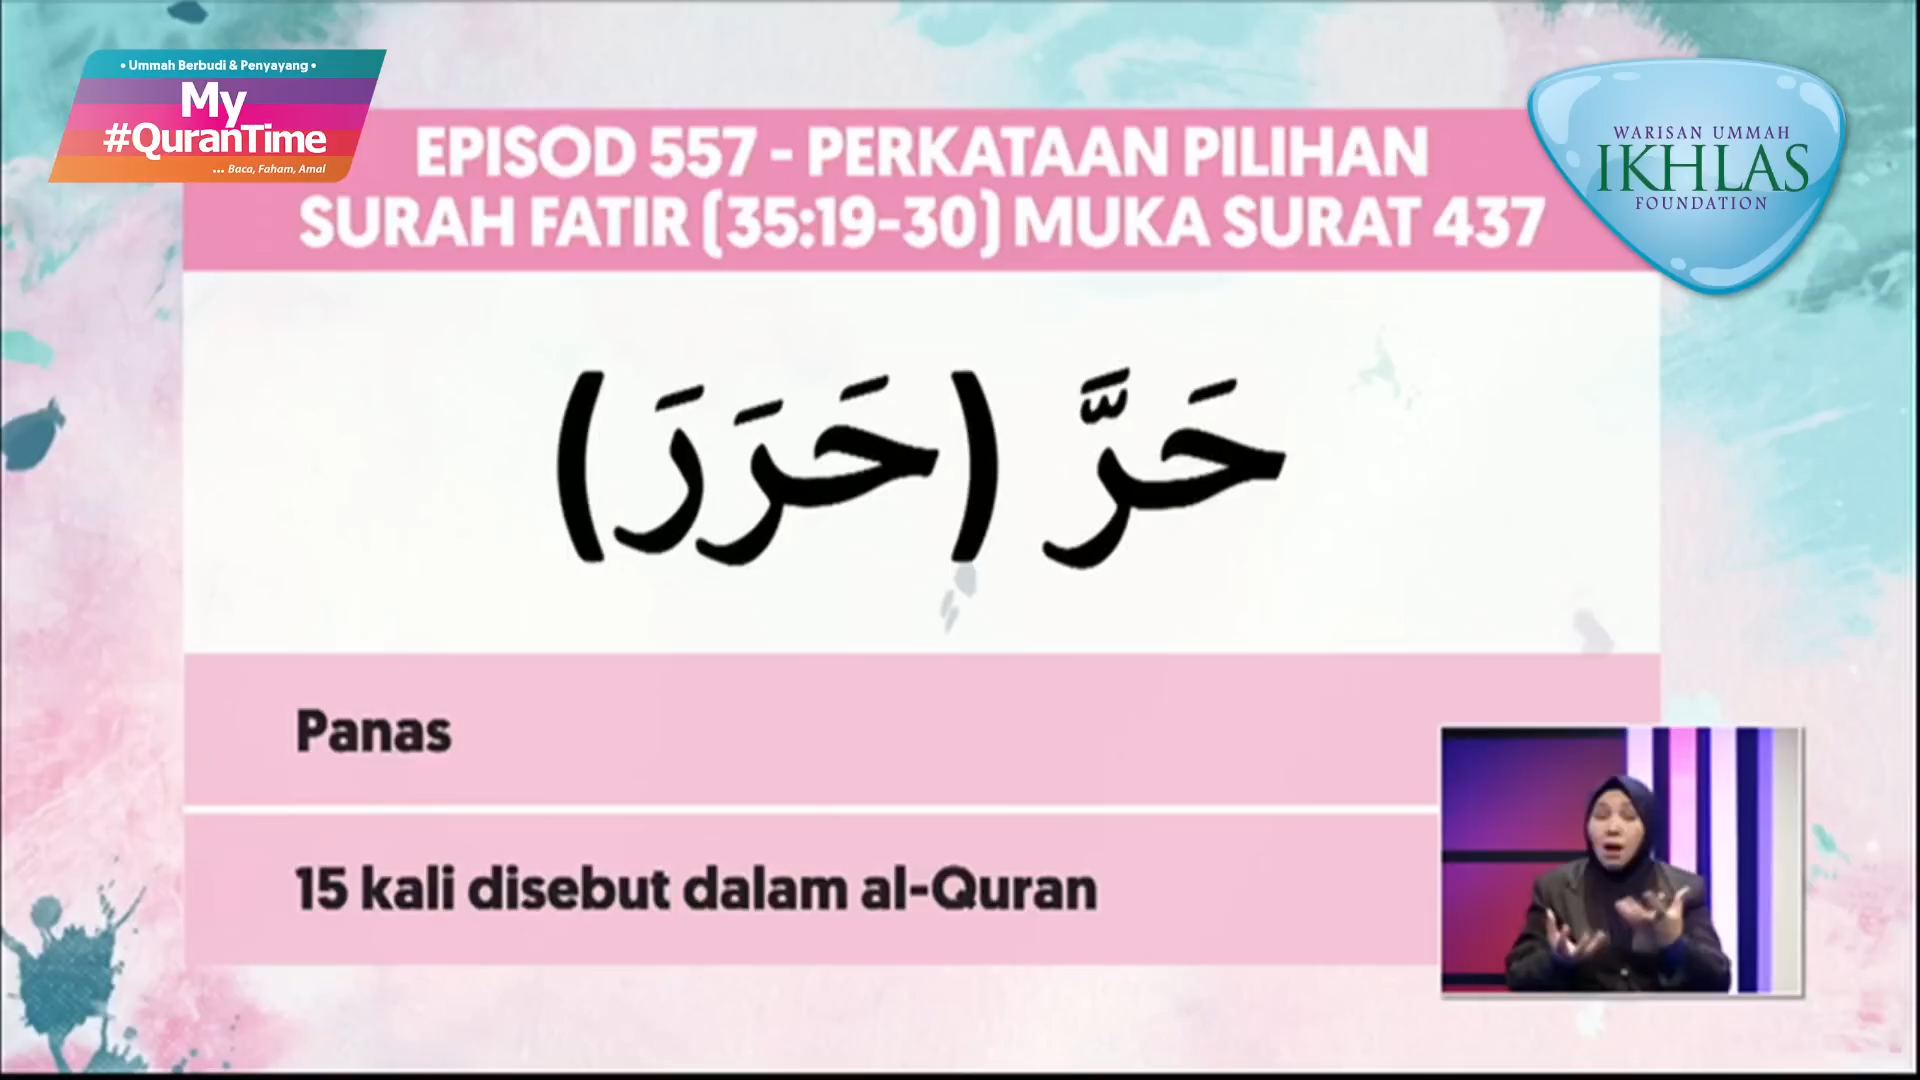 • Ummah Berbudi & Penyayang •
My
#QuranTime
... Baca, Faham, Amal
WARISAN UMMAH
IKHLAS
FOUNDATION
EPISOD 557 - PERKATAAN PILIHAN
SURAH FATIR (35:19-30) MUKA SURAT 437
حَرَّ (حَرَرَ)
Panas
15 kali disebut dalam al-Quran